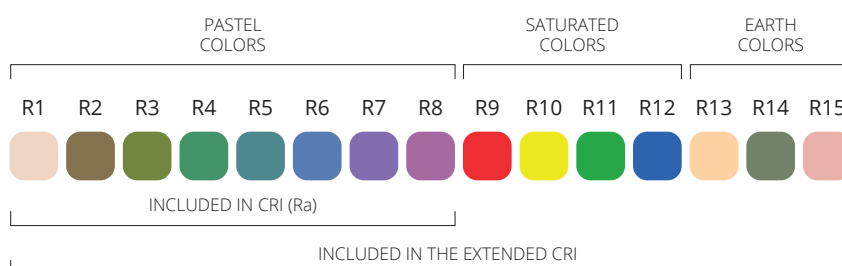 PASTEL
COLORS
SATURATED
COLORS
EARTH
COLORS
R1 R2 R3 R4 R5 R6 R7 R8 R9 R10 R11 R12 R13 R14 R15
INCLUDED IN CRI (Ra)
INCLUDED IN THE EXTENDED CRI